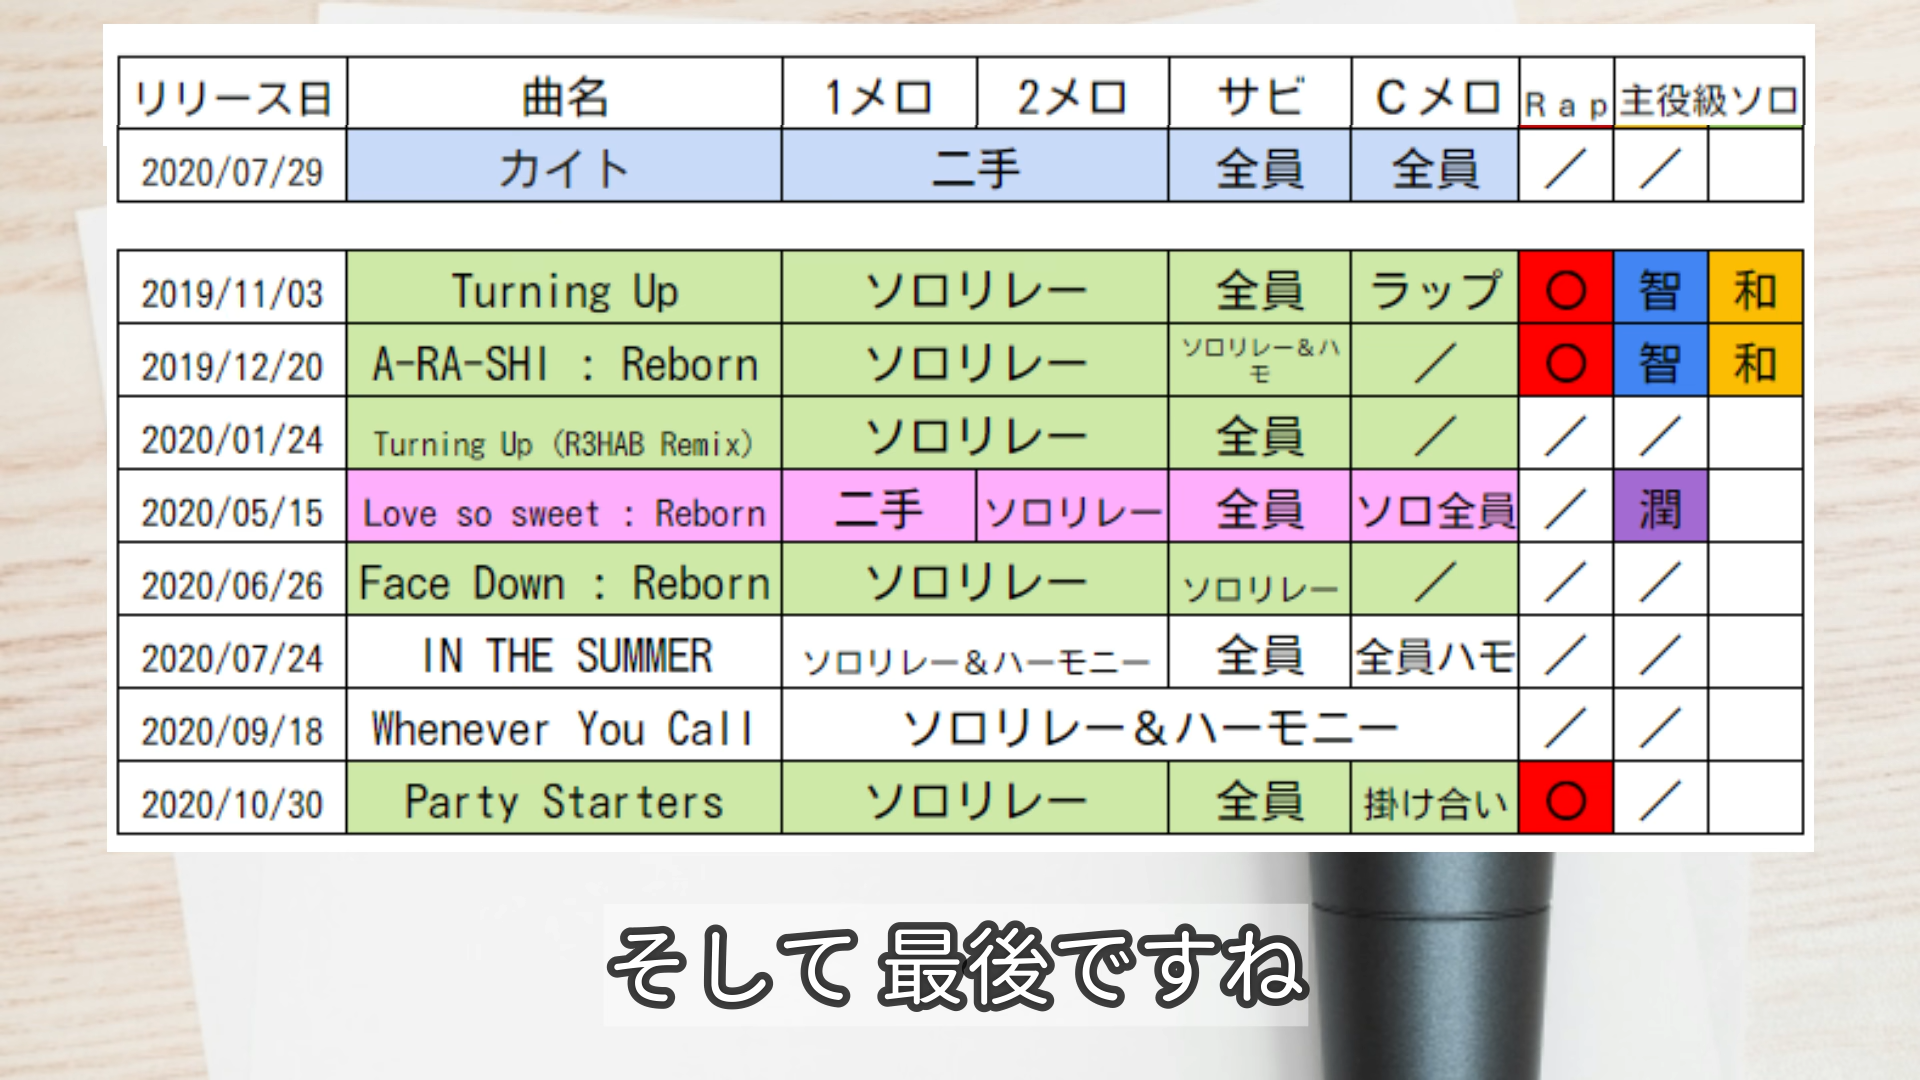 リリース日 曲名 1メロ 2メロ サビ Cメロ Rap 主役級ソロ
2020/07/29 カイト 二手 全員 全員 ／ ／
2019/11/03 Turning Up ソロリレー 全員 ラップ 〇 智 和
2019/12/20 A-RA-SHI : Reborn ソロリレー ソロリレー&ハモ ／ 〇 智 和
2020/01/24 Turning Up (R3HAB Remix) ソロリレー 全員 ／ ／ ／
2020/05/15 Love so sweet : Reborn 二手 ソロリレー 全員 ソロ全員 ／ 潤
2020/06/26 Face Down : Reborn ソロリレー ソロリレー ／ ／ ／
2020/07/24 IN THE SUMMER ソロリレー&ハーモニー 全員 全員ハモ ／ ／
2020/09/18 Whenever You Call ソロリレー&ハーモニー ／ ／
2020/10/30 Party Starters ソロリレー 全員 掛け合い 〇 ／
そして 最後ですね